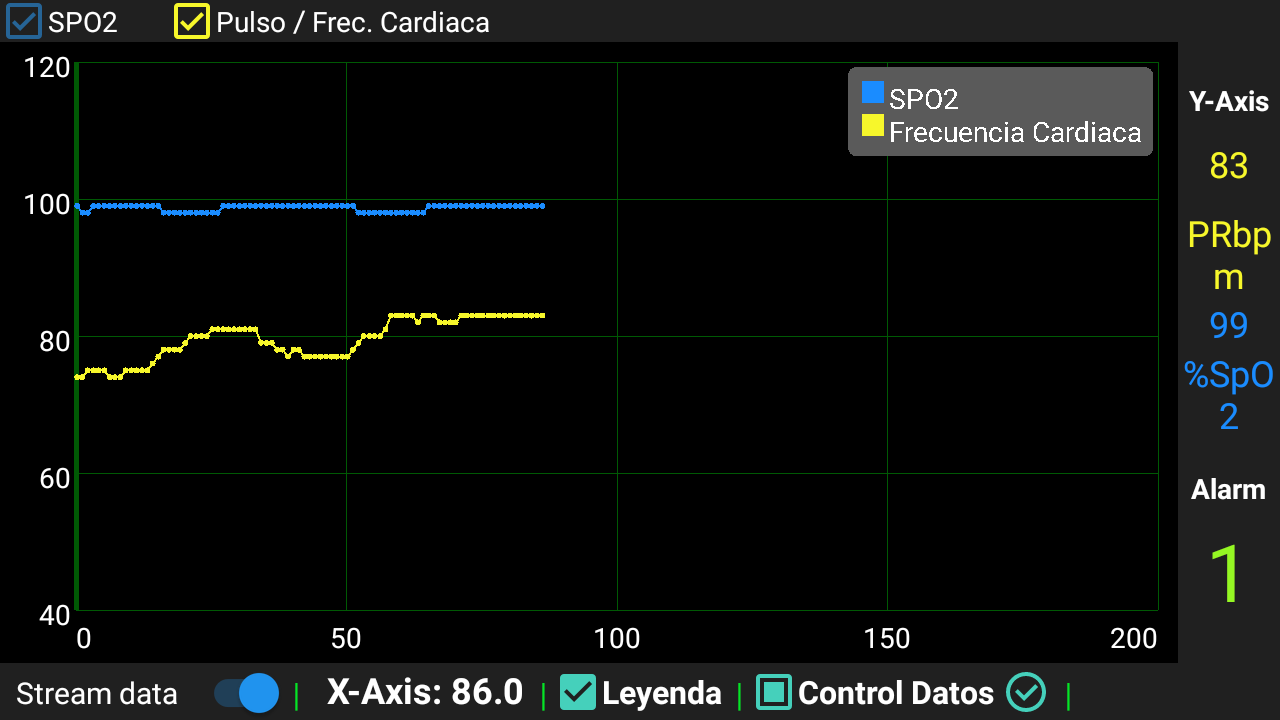 SPO2
Pulso / Frec. Cardiaca
120
100
80
60
40
0
50
100
150
200
SPO2
Frecuencia Cardiaca
Y-Axis
83
PRbp
m
99
%SpO
2
Alarm
1
Stream data
|
X-Axis: 86.0
|
Leyenda
|
Control Datos
|